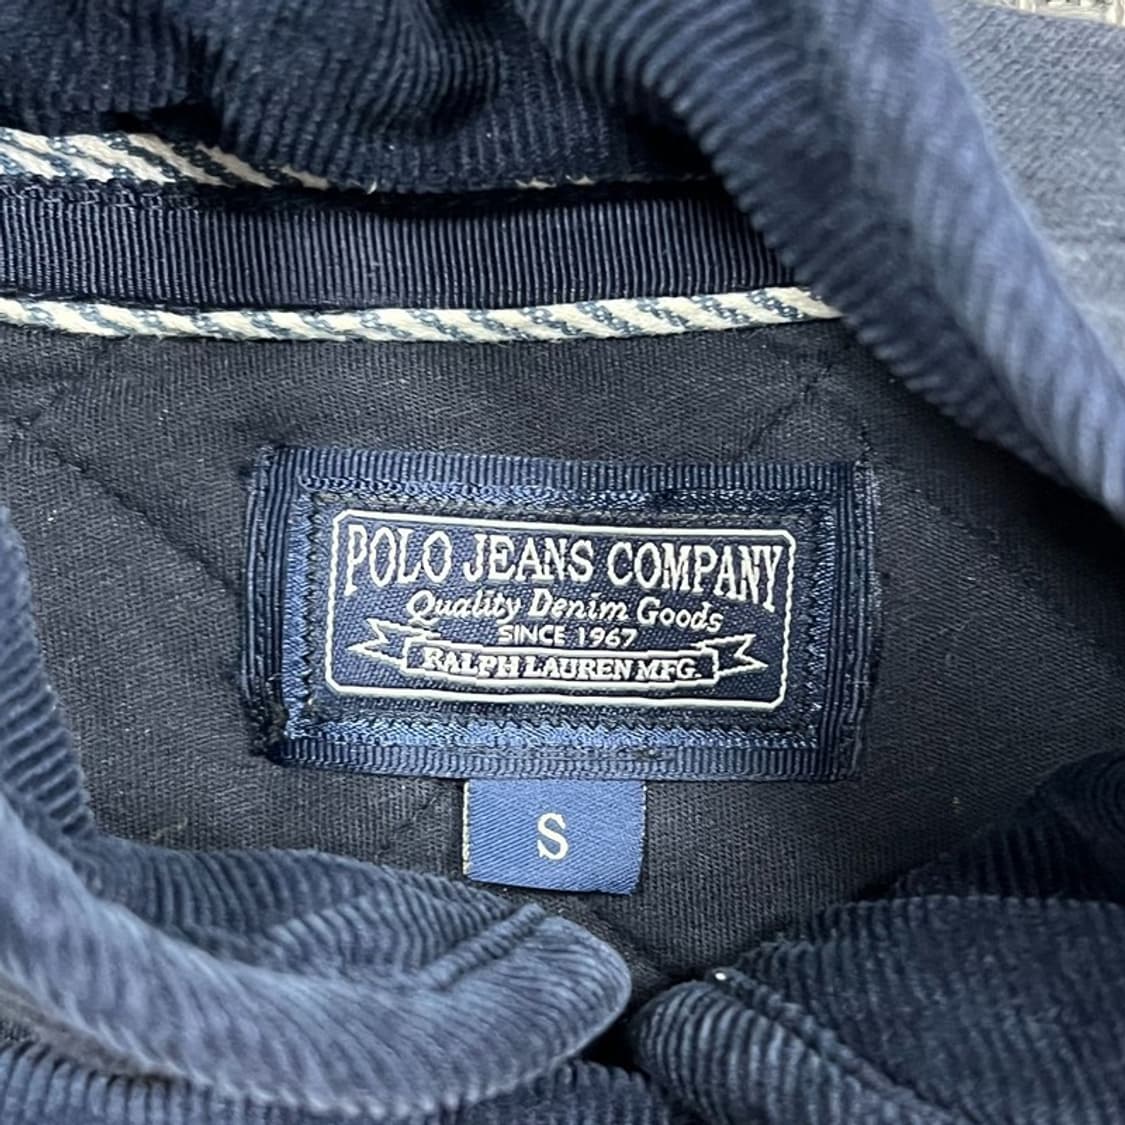 POLO JEANS COMPANY
Quality Denim Goods
SINCE 1967
RALPH LAUREN MFG.
S